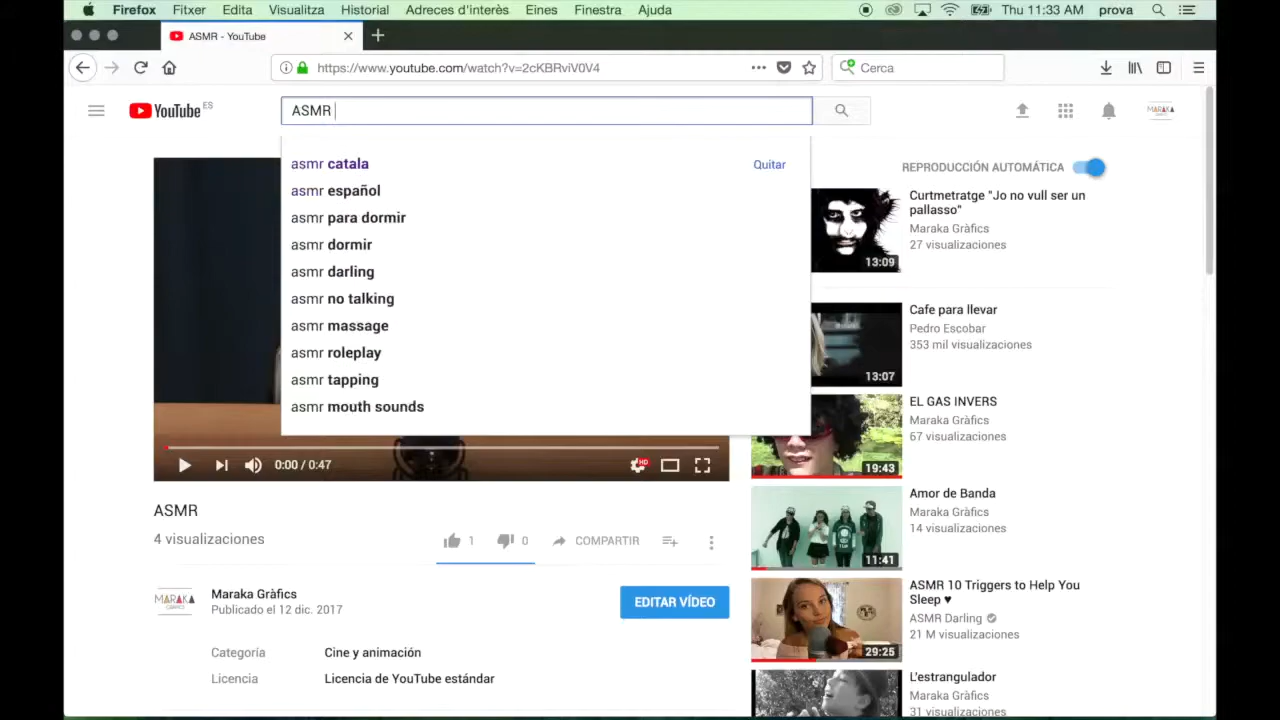 Firefox Fitxer Edita Visualitza Historial Adreces d'interès Eines Finestra Ajuda Thu 11:33 AM prova
ASMR - YouTube
https://www.youtube.com/watch?v=2cKBRviV0V4
Cerca
YouTube ES
ASMR
MARAKA
asmr catala
Quitar
asmr español
asmr para dormir
asmr dormir
asmr darling
asmr no talking
asmr massage
asmr roleplay
asmr tapping
asmr mouth sounds
REPRODUCCIÓN AUTOMÁTICA
Curtmetratge "Jo no vull ser un
pallasso"
Maraka Gràfics
27 visualizaciones
13:09
Cafe para llevar
Pedro Escobar
353 mil visualizaciones
13:07
EL GAS INVERS
Maraka Gràfics
67 visualizaciones
19:43
Amor de Banda
Maraka Gràfics
14 visualizaciones
11:41
ASMR 10 Triggers to Help You
Sleep ♥
ASMR Darling
21 M visualizaciones
29:25
L'estrangulador
Maraka Gràfics
31 visualizaciones
0:00 / 0:47
HD
ASMR
4 visualizaciones
1 0 COMPARTIR
MARAKA
GRÀFICS
Maraka Gràfics
Publicado el 12 dic. 2017
EDITAR VÍDEO
Categoría Cine y animación
Licencia Licencia de YouTube estándar